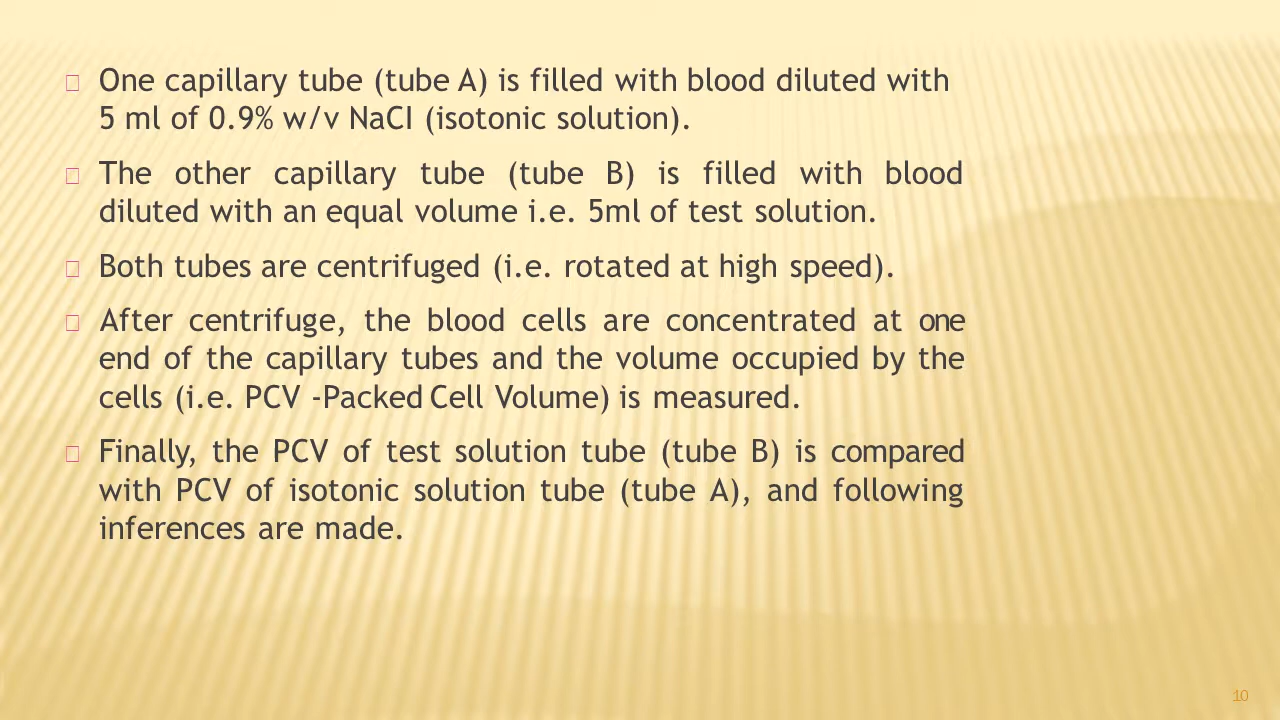 One capillary tube (tube A) is filled with blood diluted with
5 ml of 0.9% w/v NaCI (isotonic solution).
The other capillary tube (tube B) is filled with blood
diluted with an equal volume i.e. 5ml of test solution.
Both tubes are centrifuged (i.e. rotated at high speed).
After centrifuge, the blood cells are concentrated at one
end of the capillary tubes and the volume occupied by the
cells (i.e. PCV -Packed Cell Volume) is measured.
Finally, the PCV of test solution tube (tube B) is compared
with PCV of isotonic solution tube (tube A), and following
inferences are made.
10